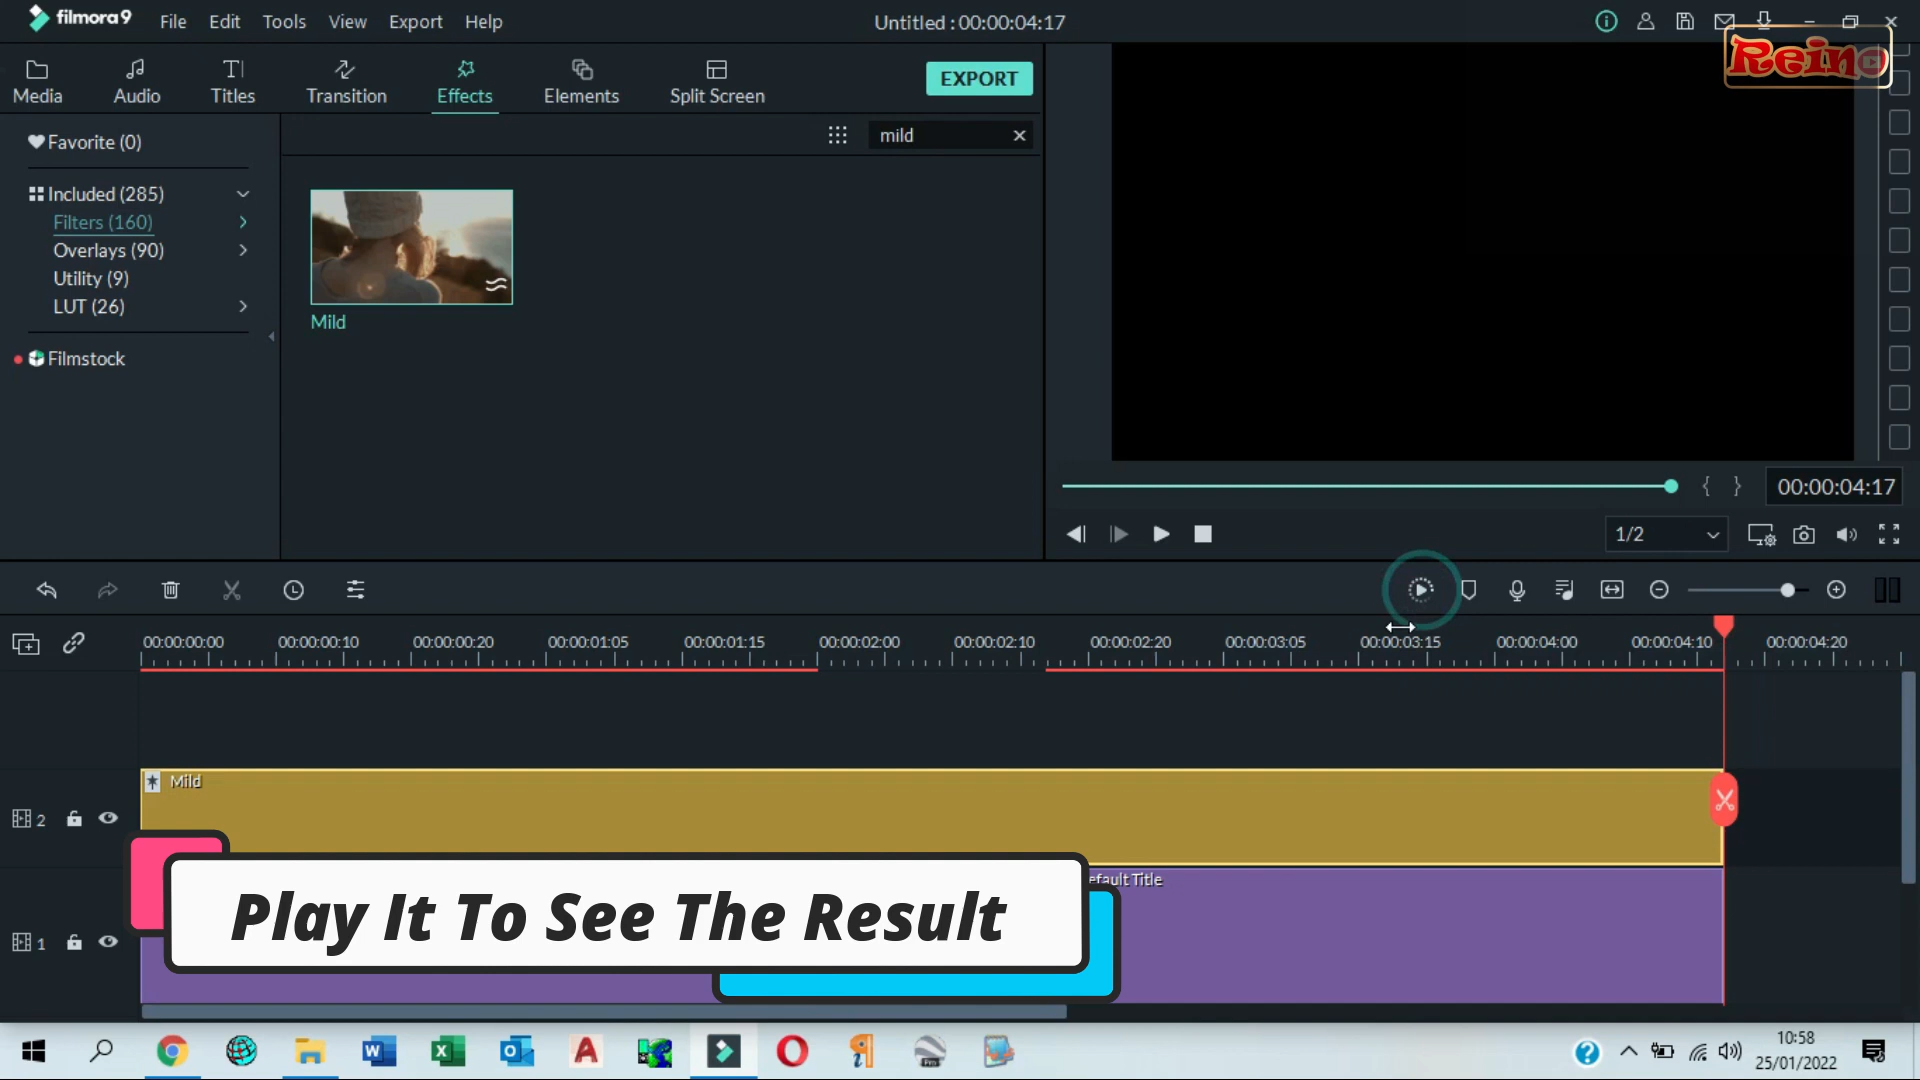 filmora9
File
Edit
Tools
View
Export
Help
Untitled : 00:00:04:17
Reino
Media
Audio
Titles
Transition
Effects
Elements
Split Screen
EXPORT
Favorite (0)
mild
Included (285)
Filters (160)
Overlays (90)
Utility (9)
LUT (26)
Filmstock
Mild
00:00:04:17
1/2
00:00:00:00
00:00:00:10
00:00:00:20
00:00:01:05
00:00:01:15
00:00:02:00
00:00:02:10
00:00:02:20
00:00:03:05
00:00:03:15
00:00:04:00
00:00:04:10
00:00:04:20
Mild
2
efault Title
Play It To See The Result
1
10:58
25/01/2022